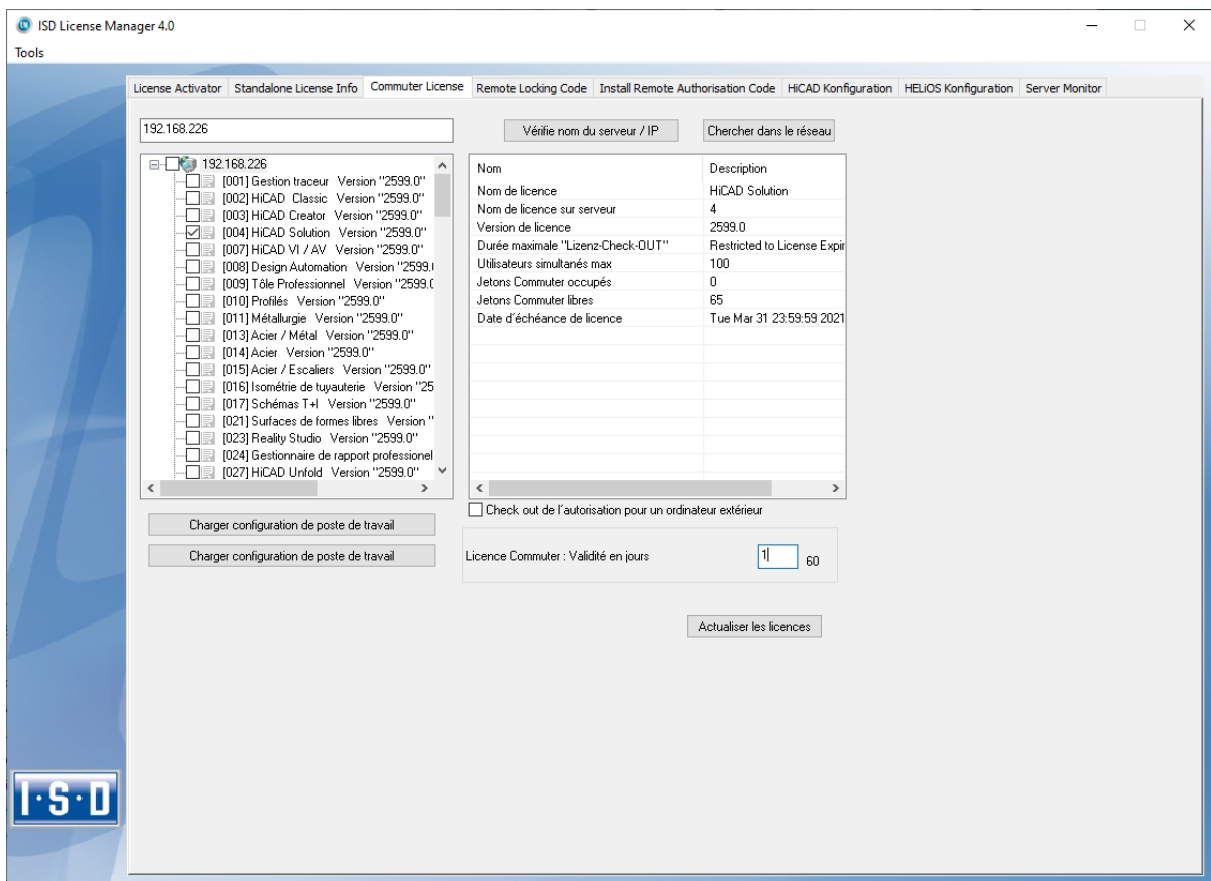 ISD License Manager 4.0
Tools
License Activator Standalone License Info Commuter License Remote Locking Code Install Remote Authorisation Code HiCAD Konfiguration HELiOS Konfiguration Server Monitor
192.168.226
Vérifie nom du serveur / IP
Chercher dans le réseau
192.168.226
[001] Gestion traceur Version "2599.0"
[002] HiCAD Classic Version "2599.0"
[003] HiCAD Creator Version "2599.0"
[004] HiCAD Solution Version "2599.0"
[007] HiCAD VI / AV Version "2599.0"
[008] Design Automation Version "2599.
[009] Tôle Professionnel Version "2599.0
[010] Profilés Version "2599.0"
[011] Métallurgie Version "2599.0"
[013] Acier / Métal Version "2599.0"
[014] Acier Version "2599.0"
[015] Acier / Escaliers Version "2599.0"
[016] Isométrie de tuyauterie Version "25
[017] Schémas T+I Version "2599.0"
[021] Surfaces de formes libres Version "
[023] Reality Studio Version "2599.0"
[024] Gestionnaire de rapport professionel
[027] HiCAD Unfold Version "2599.0"
Nom Description
Nom de licence HiCAD Solution
Nom de licence sur serveur 4
Version de licence 2599.0
Durée maximale "Lizenz-Check-OUT" Restricted to License Expir
Utilisateurs simultanés max 100
Jetons Commuter occupés 0
Jetons Commuter libres 65
Date d´échéance de licence Tue Mar 31 23:59:59 2021
Check out de l´autorisation pour un ordinateur extérieur
Charger configuration de poste de travail
Charger configuration de poste de travail
Licence Commuter : Validité en jours 1 60
Actualiser les licences
I·S·D